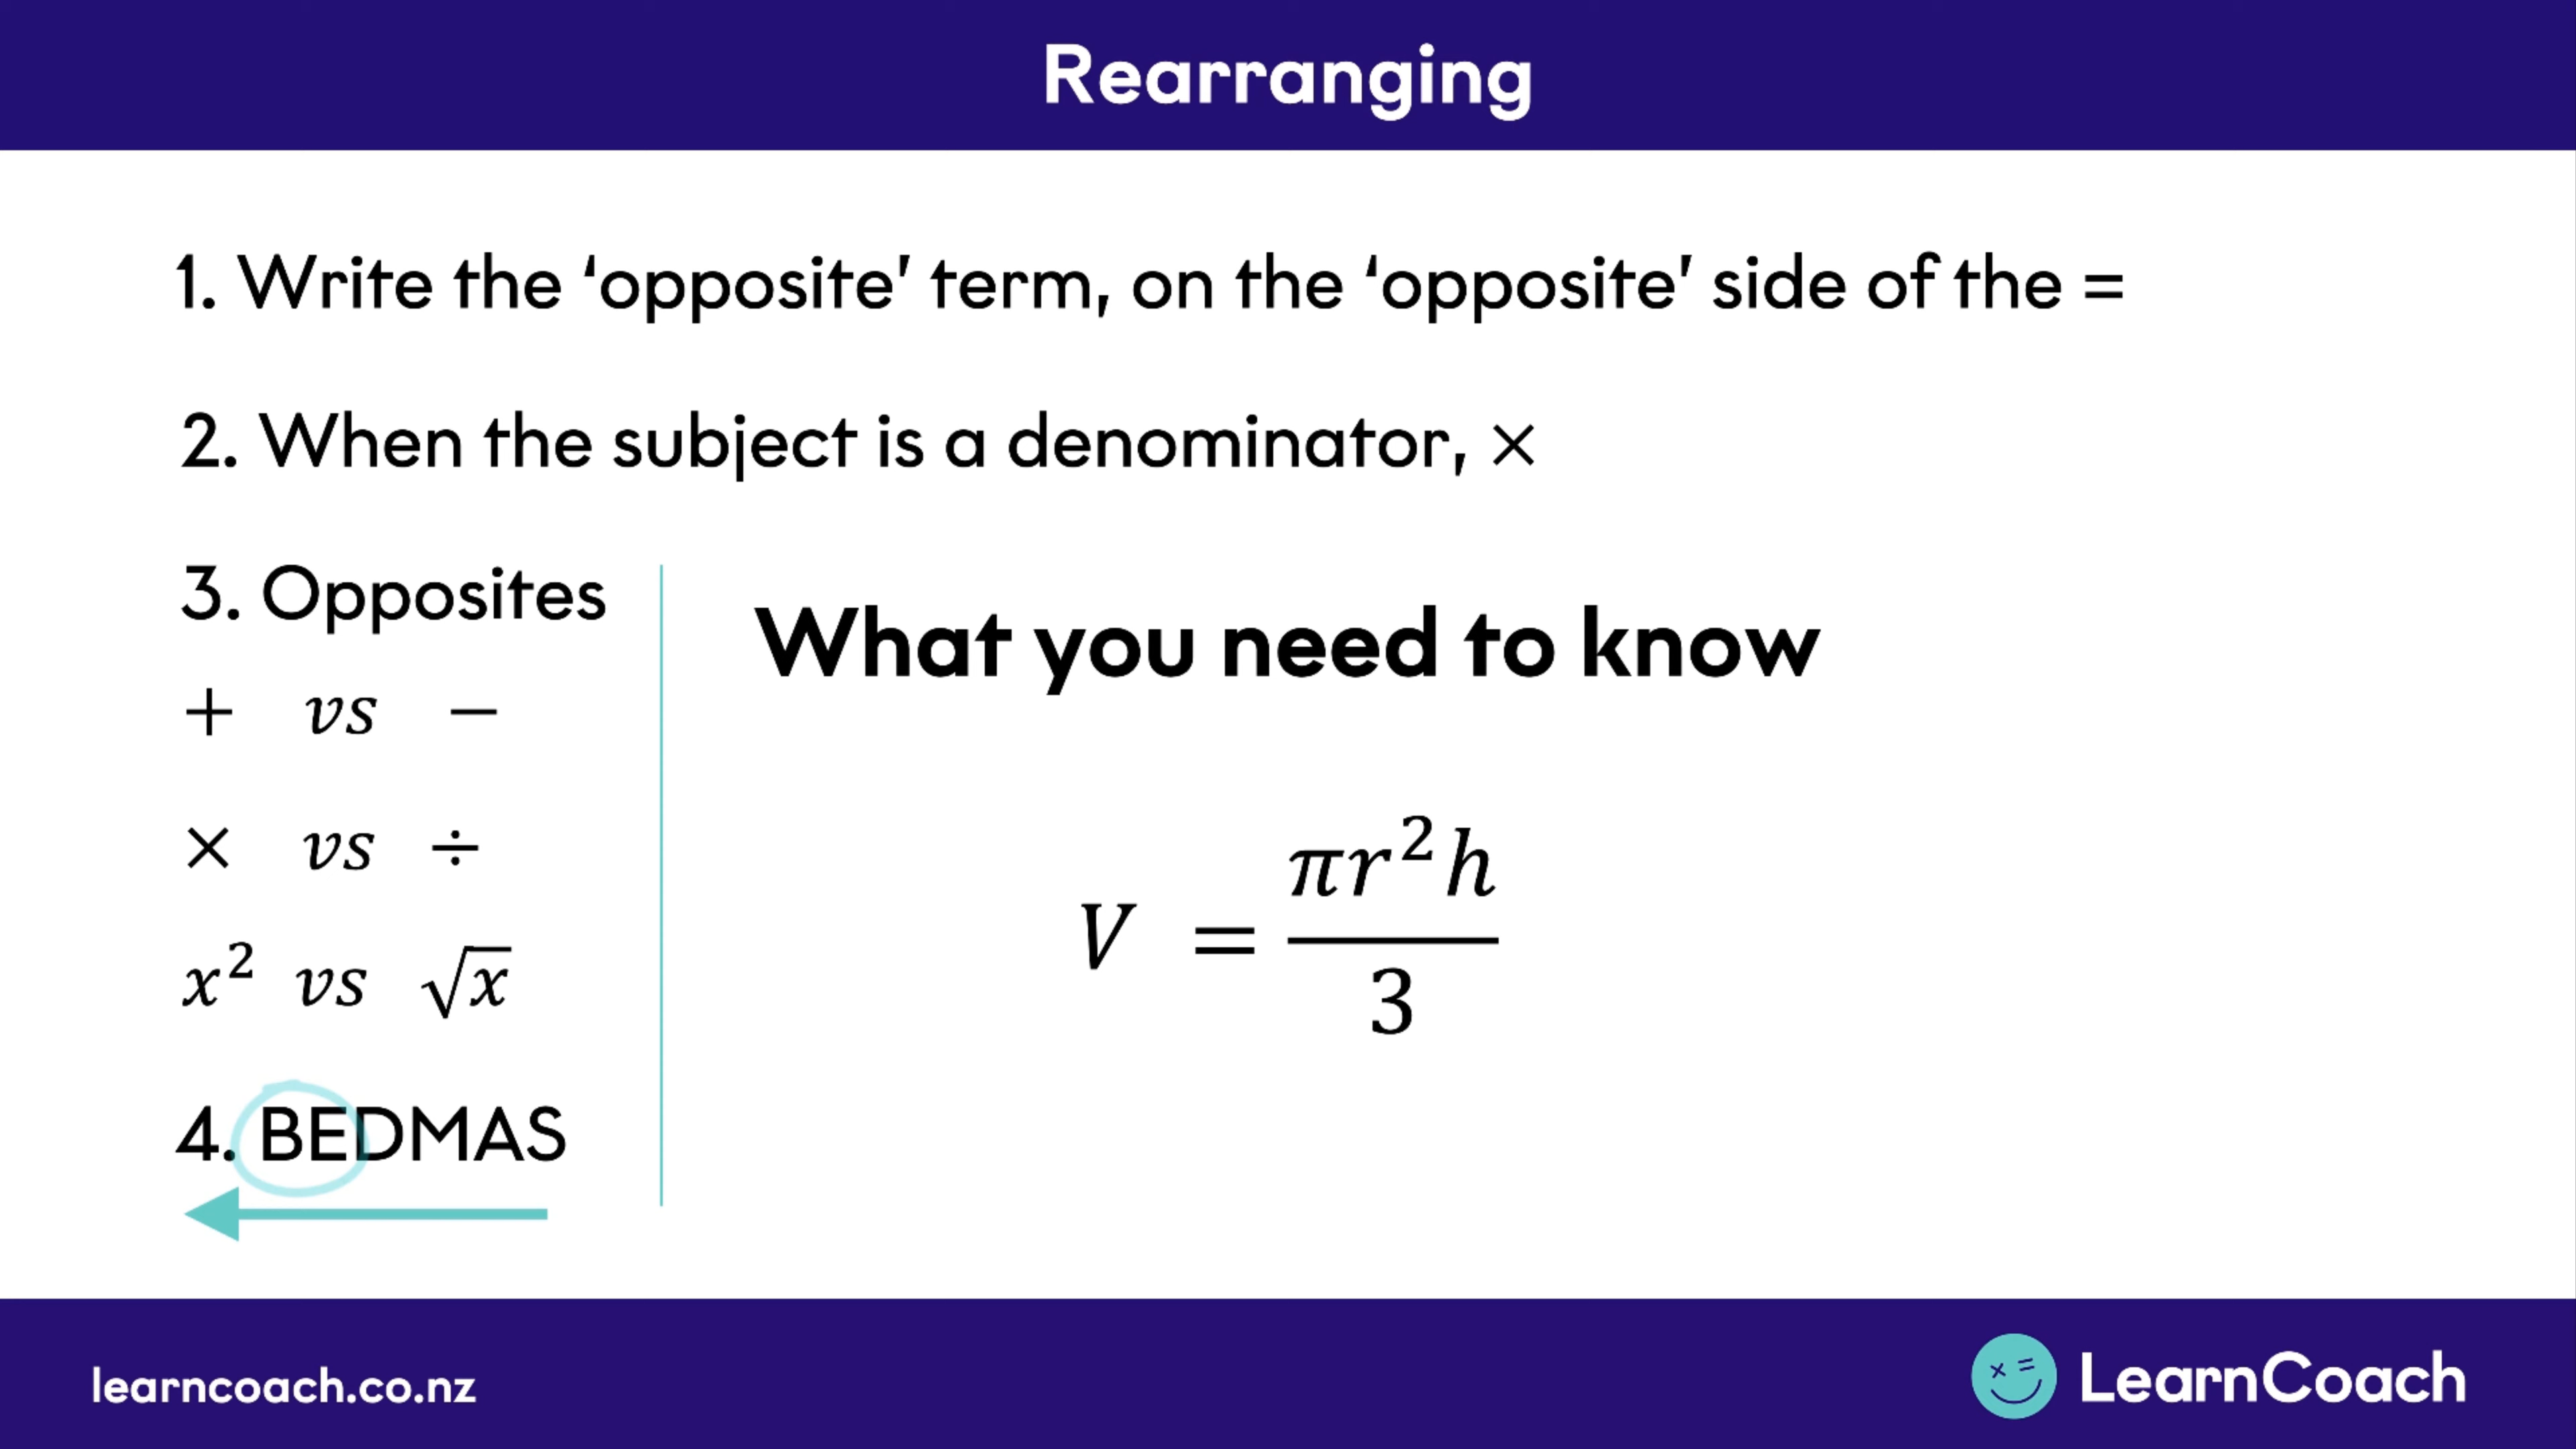 Rearranging
1. Write the ‘opposite’ term, on the ‘opposite’ side of the =
2. When the subject is a denominator, ×
3. Opposites
+ vs −
× vs ÷
x² vs √x
4. BEDMAS
What you need to know
V = πr²h / 3
learncoach.co.nz
LearnCoach